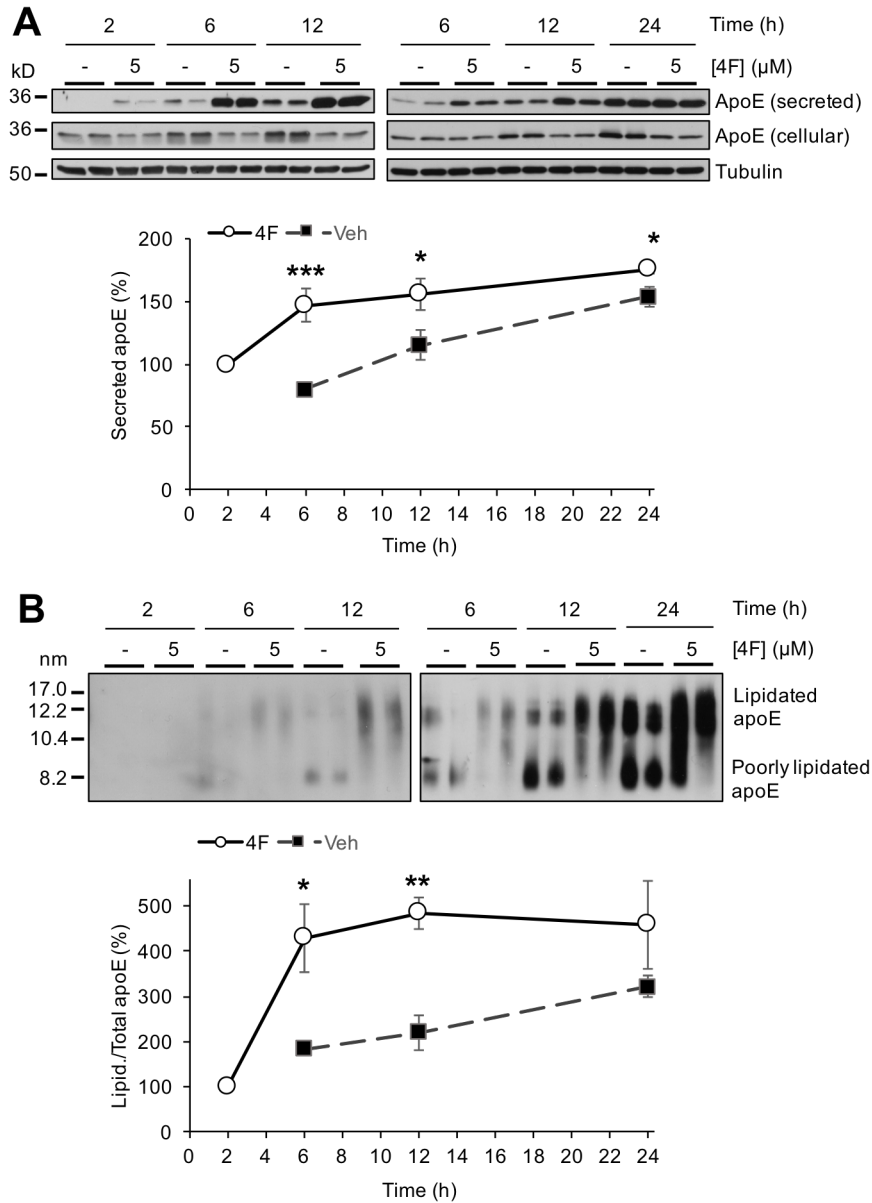 A
2 6 12 6 12 24 Time (h)
kD - 5 - 5 - 5 - 5 - 5 - 5 [4F] (μM)
36 ApoE (secreted)
36 ApoE (cellular)
50 Tubulin
4F Veh
200
150
100
50
0
Secreted apoE (%)
*** * *
0 2 4 6 8 10 12 14 16 18 20 22 24
Time (h)
B
2 6 12 6 12 24 Time (h)
nm - 5 - 5 - 5 - 5 - 5 - 5 [4F] (μM)
17.0
12.2
10.4
8.2
Lipidated
apoE
Poorly lipidated
apoE
4F Veh
500
400
300
200
100
0
Lipid./Total apoE (%)
* **
0 2 4 6 8 10 12 14 16 18 20 22 24
Time (h)